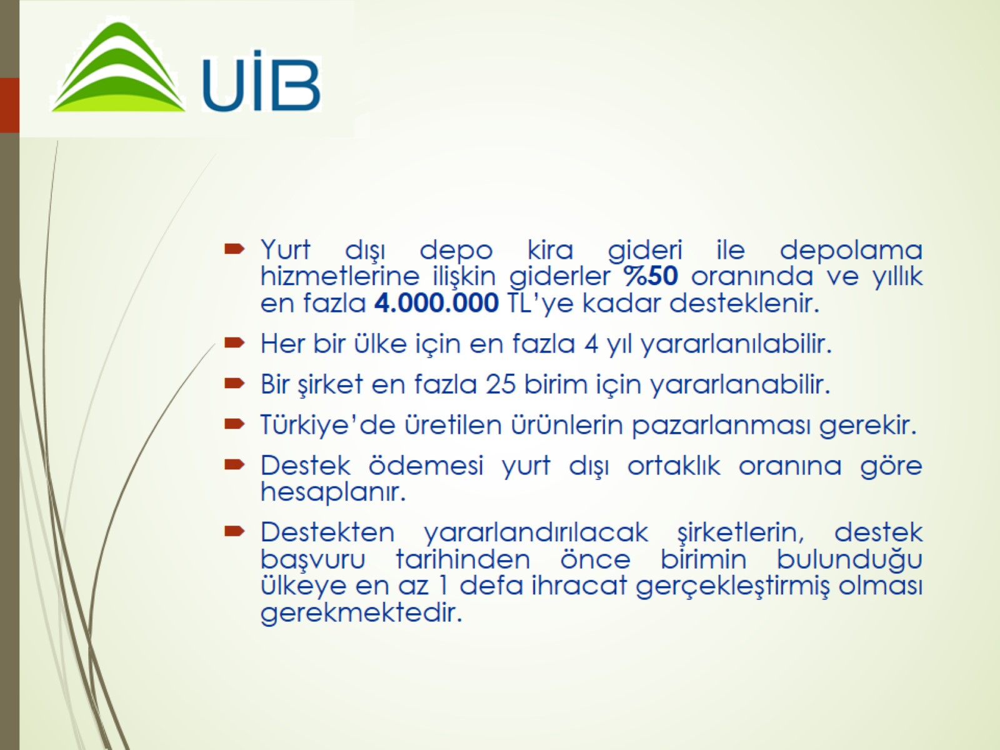 UİB
Yurt dışı depo kira gideri ile depolama
hizmetlerine ilişkin giderler %50 oranında ve yıllık
en fazla 4.000.000 TL’ye kadar desteklenir.
Her bir ülke için en fazla 4 yıl yararlanılabilir.
Bir şirket en fazla 25 birim için yararlanabilir.
Türkiye’de üretilen ürünlerin pazarlanması gerekir.
Destek ödemesi yurt dışı ortaklık oranına göre
hesaplanır.
Destekten yararlandırılacak şirketlerin, destek
başvuru tarihinden önce birimin bulunduğu
ülkeye en az 1 defa ihracat gerçekleştirmiş olması
gerekmektedir.